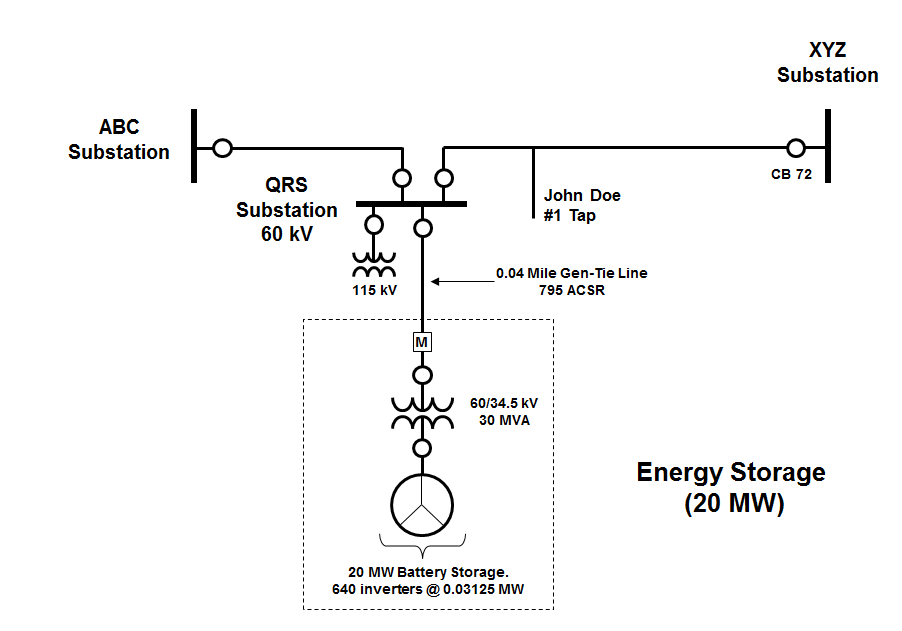 XYZ
Substation
ABC
Substation
CB 72
QRS
Substation
60 kV
John Doe
#1 Tap
0.04 Mile Gen-Tie Line
795 ACSR
115 kV
M
60/34.5 kV
30 MVA
Energy Storage
(20 MW)
20 MW Battery Storage.
640 inverters @ 0.03125 MW